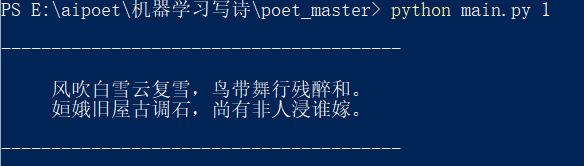 PS E:\aipoet\机器学习写诗\poet_master> python main.py 1
----------------------------------------
风吹白雪云复雪，鸟带舞行残醉和。
姮娥旧屋古调石，尚有非人浸谁嫁。
----------------------------------------